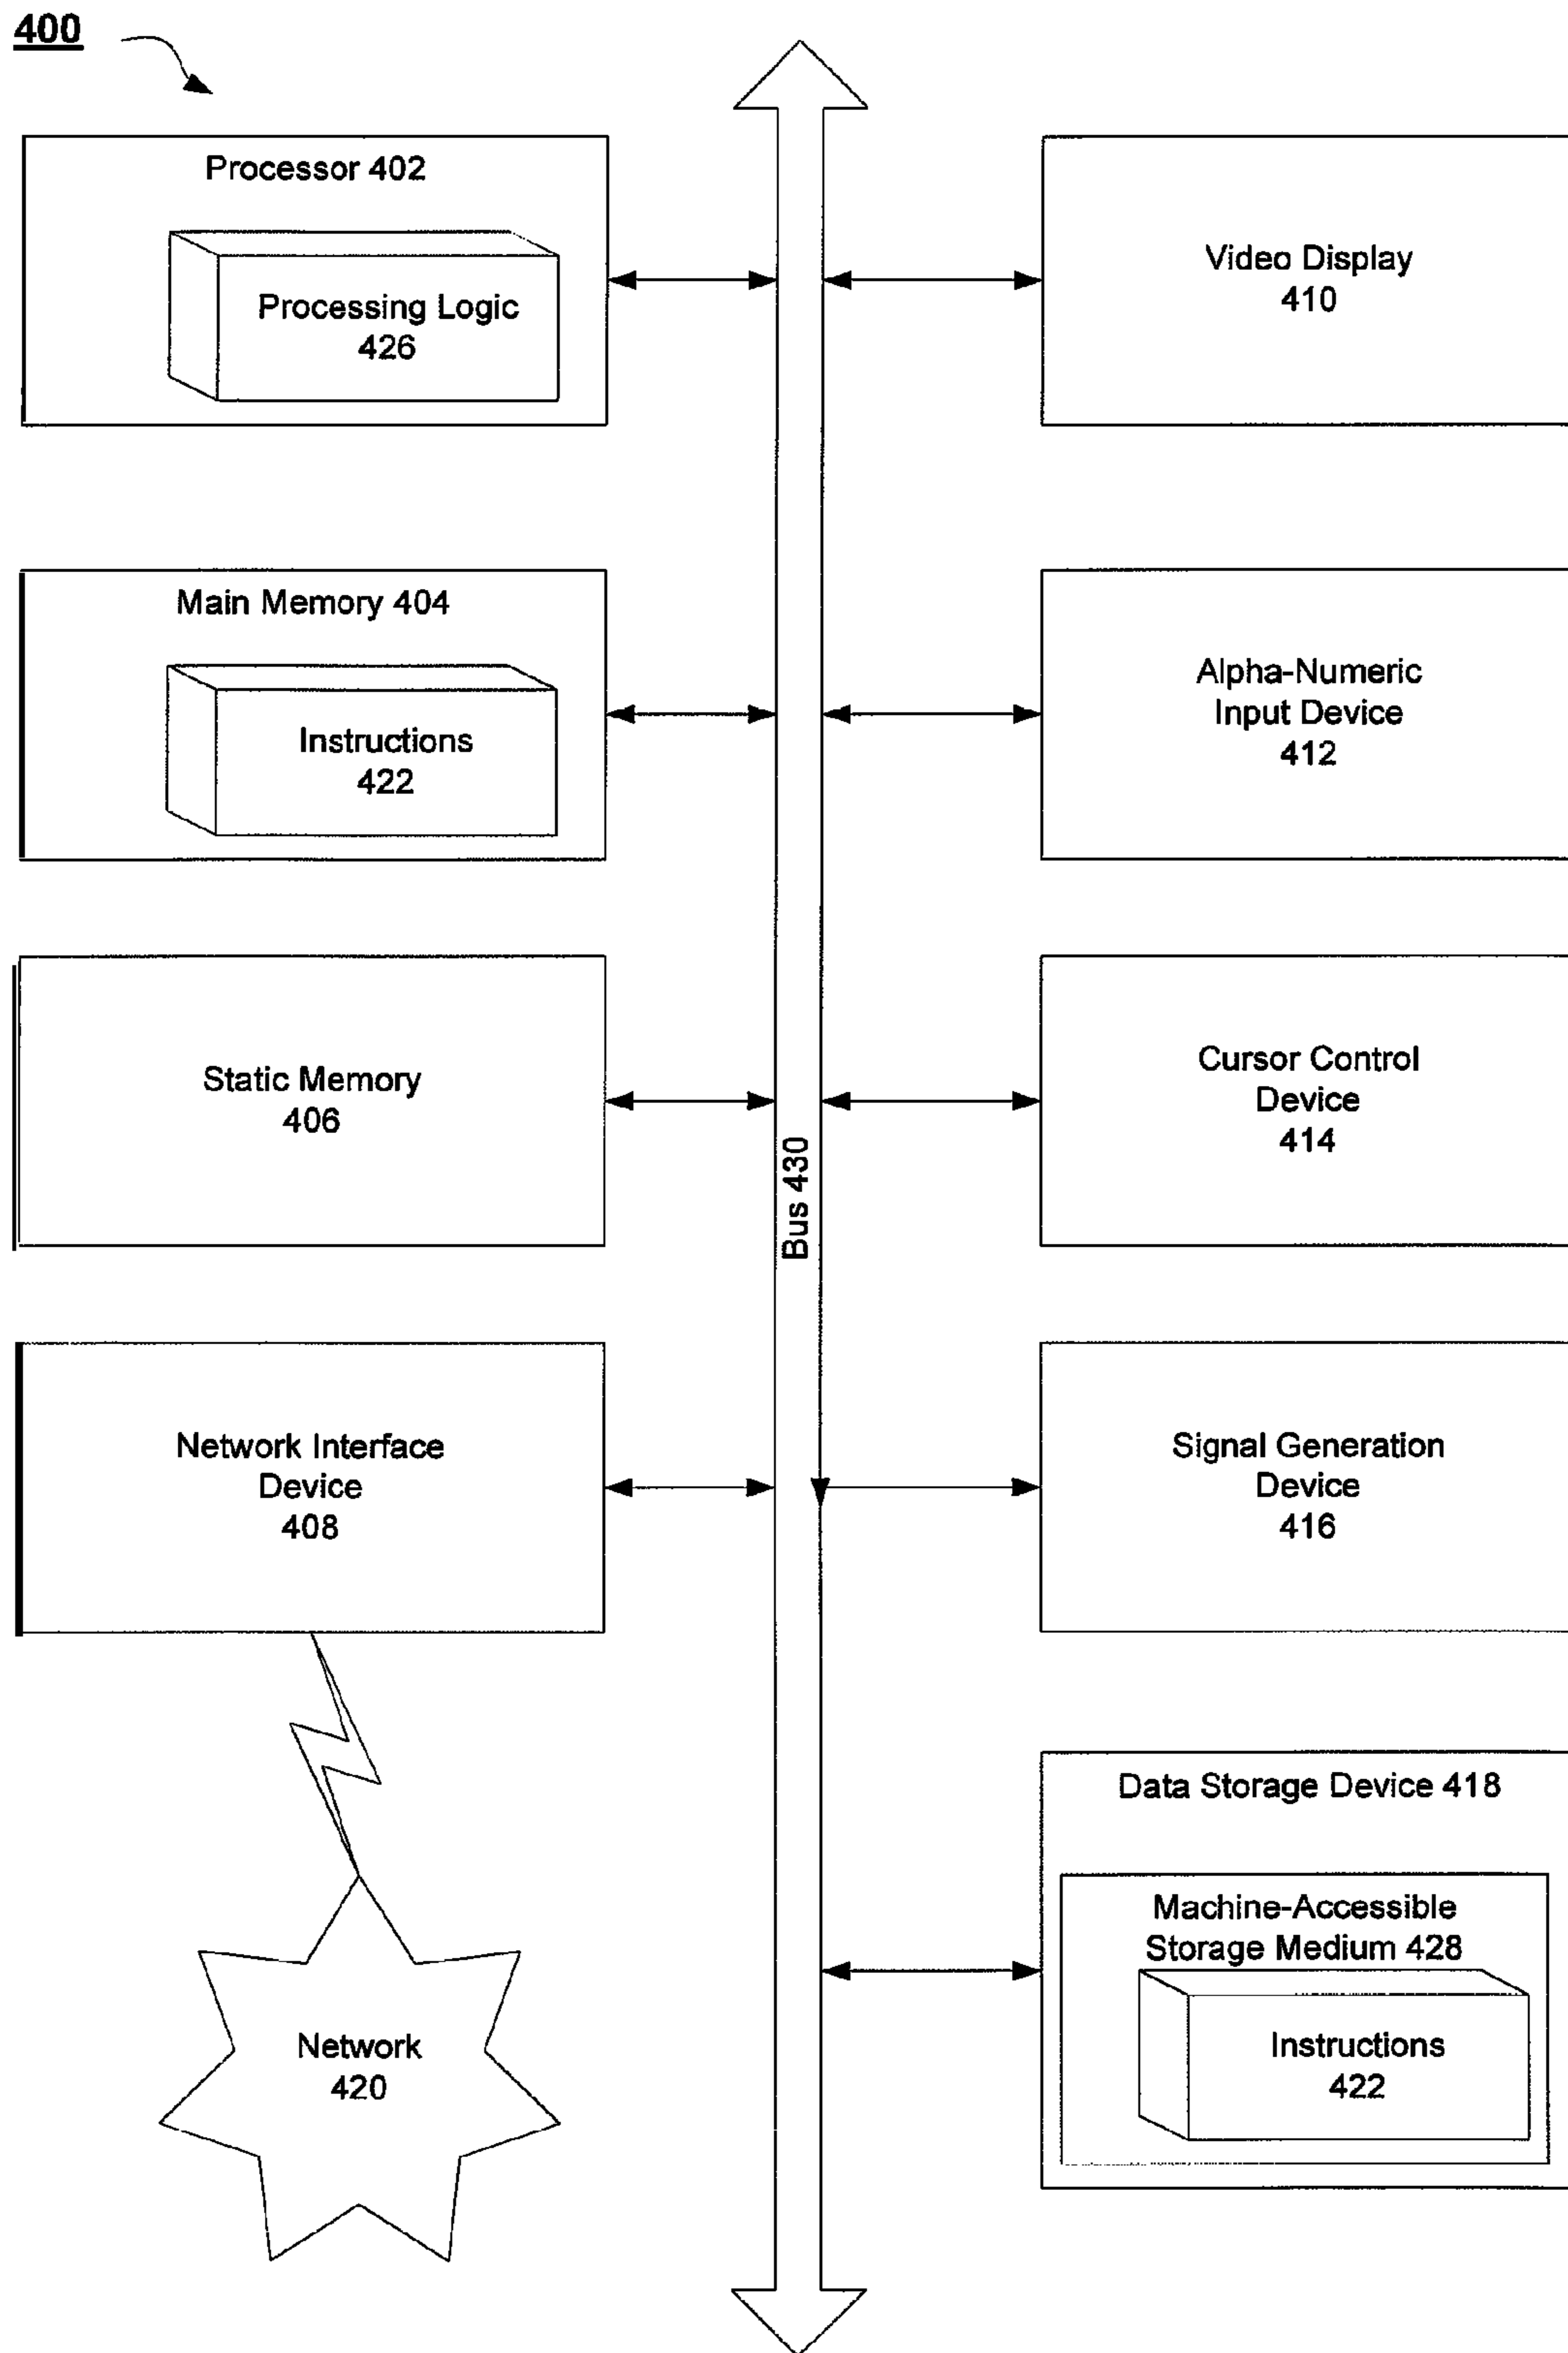 400
Processor 402
Processing Logic
426
Video Display
410
Main Memory 404
Instructions
422
Alpha-Numeric
Input Device
412
Static Memory
406
Cursor Control
Device
414
Bus 430
Network Interface
Device
408
Signal Generation
Device
416
Data Storage Device 418
Machine-Accessible
Storage Medium 428
Instructions
422
Network
420